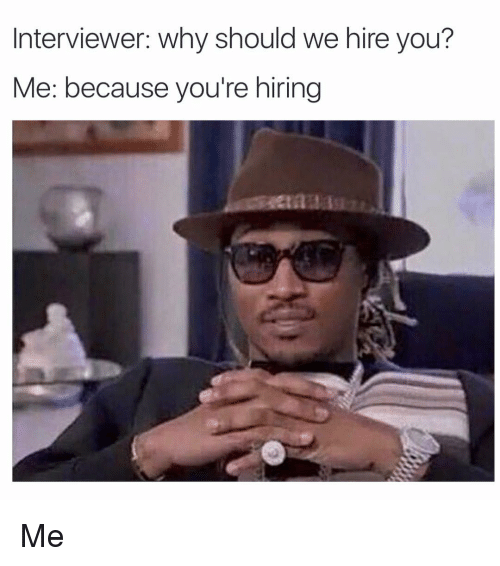 Interviewer: why should we hire you?
Me: because you're hiring
Me